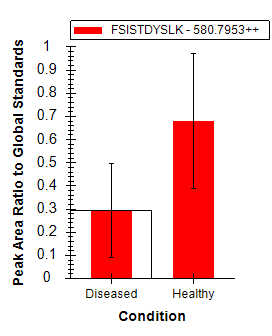 FSISTDYSLK - 580.7953++
1
0.9
0.8
0.7
0.6
0.5
0.4
0.3
0.2
0.1
0
Peak Area Ratio to Global Standards
Diseased Healthy
Condition